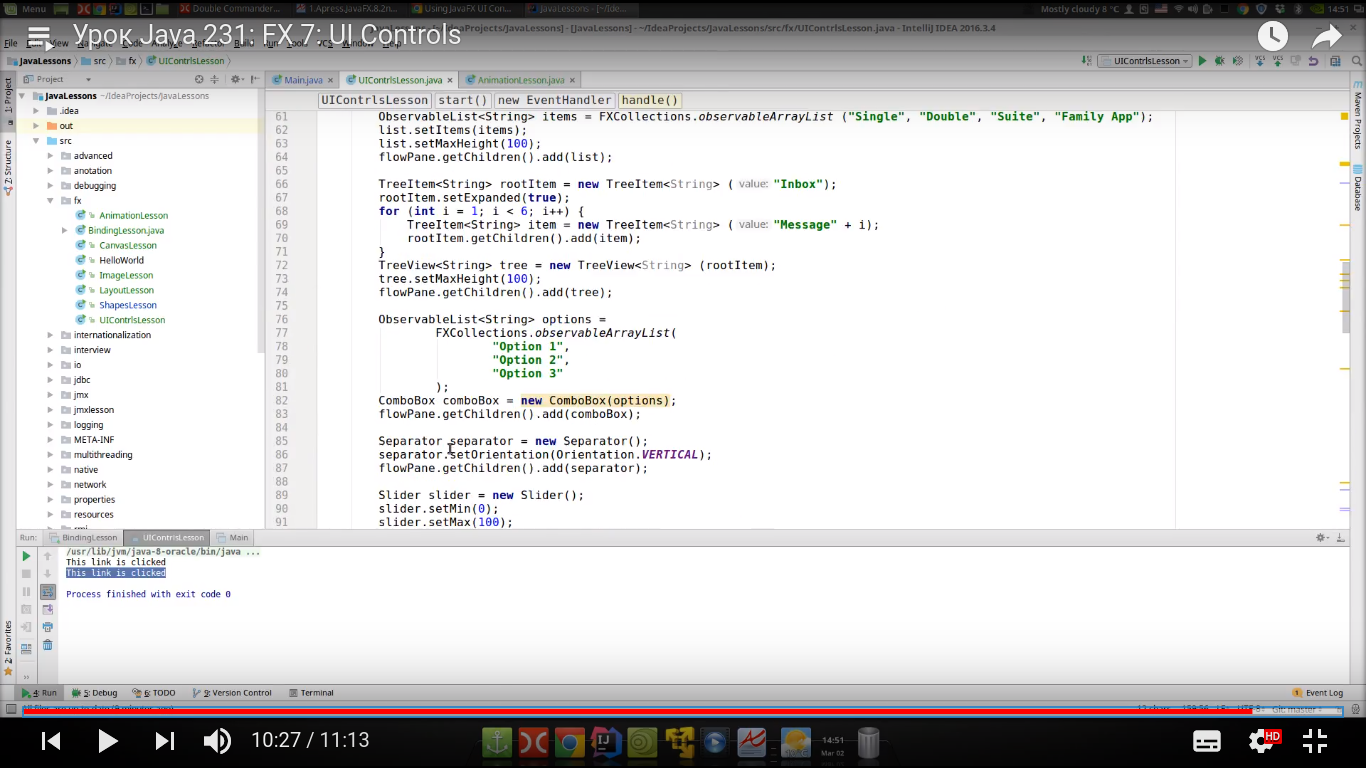 Menu
Double Commander...
1.Apress.JavaFX.8.2n...
Using JavaFX UI Con...
JavaLessons - [~/Ide...
Mostly cloudy 8 °C
14:51
Урок Java 231: FX 7: UI Controls
JavaLessons - [~/IdeaProjects/JavaLessons] - [JavaLessons] - ~/IdeaProjects/JavaLessons/src/fx/UIContrlsLesson.java - IntelliJ IDEA 2016.3.4
JavaLessons
src
fx
UIContrlsLesson.java
UIContrlsLesson
Project
Main.java
UIContrlsLesson.java
AnimationLesson.java
UIContrlsLesson
start()
new EventHandler
handle()
1: Project
Z: Structure
2: Favorites
Maven Projects
Database
JavaLessons ~/IdeaProjects/JavaLessons
.idea
out
src
advanced
anotation
debugging
fx
AnimationLesson
BindingLesson.java
CanvasLesson
HelloWorld
ImageLesson
LayoutLesson
ShapesLesson
UIContrlsLesson
internationalization
interview
io
jdbc
jmx
jmxlesson
logging
META-INF
multithreading
native
network
properties
resources
rmi
61 ObservableList<String> items = FXCollections.observableArrayList ("Single", "Double", "Suite", "Family App");
62 list.setItems(items);
63 list.setMaxHeight(100);
64 flowPane.getChildren().add(list);
65
66 TreeItem<String> rootItem = new TreeItem<String> ( value: "Inbox");
67 rootItem.setExpanded(true);
68 for (int i = 1; i < 6; i++) {
69 TreeItem<String> item = new TreeItem<String> ( value: "Message" + i);
70 rootItem.getChildren().add(item);
71 }
72 TreeView<String> tree = new TreeView<String> (rootItem);
73 tree.setMaxHeight(100);
74 flowPane.getChildren().add(tree);
75
76 ObservableList<String> options =
77 FXCollections.observableArrayList(
78 "Option 1",
79 "Option 2",
80 "Option 3"
81 );
82 ComboBox comboBox = new ComboBox(options);
83 flowPane.getChildren().add(comboBox);
84
85 Separator separator = new Separator();
86 separator.setOrientation(Orientation.VERTICAL);
87 flowPane.getChildren().add(separator);
88
89 Slider slider = new Slider();
90 slider.setMin(0);
91 slider.setMax(100);
Run:
BindingLesson
UIContrlsLesson
Main
/usr/lib/jvm/java-8-oracle/bin/java ...
This link is clicked
This link is clicked
Process finished with exit code 0
4: Run
5: Debug
6: TODO
9: Version Control
Terminal
1 Event Log
10:27 / 11:13
14:51
Mar 02
HD